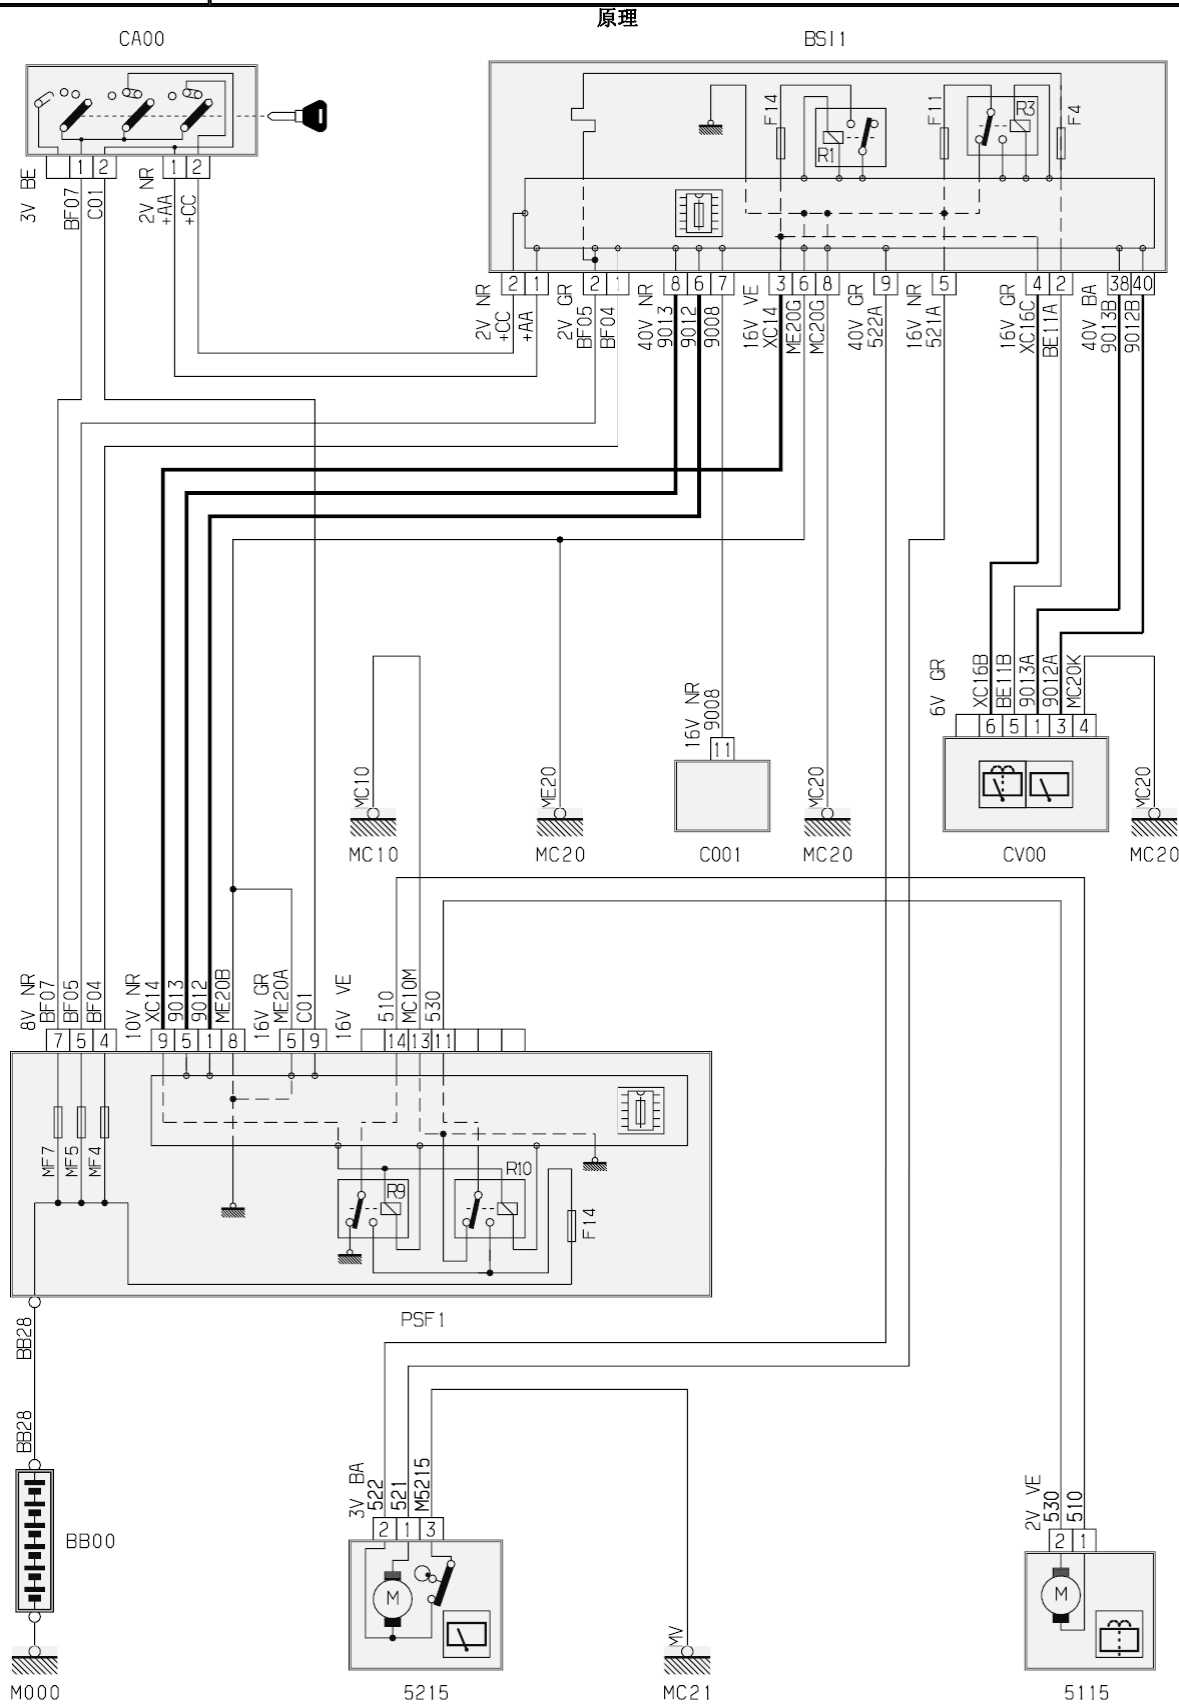 原理
CA00
BSI1
F14
R1
F11
R3
F4
1 2
1 2
3V BE
BF07
C01
2V NR
+AA
+CC
2 1
2 1
8 6 7
3 6 8
9
5
4 2
38 40
2V NR
+CC
+AA
2V GR
BF05
BF04
40V NR
9013
9012
9008
16V VE
XC14
ME20G
MC20G
40V GR
522A
16V NR
521A
16V GR
XC16C
BE11A
40V BA
9013B
9012B
6V GR
XC16B
BE11B
9013A
9012A
MC20K
16V NR
9008
6 5 1 3 4
11
MC10
ME20
MC20
MC20
MC10
MC20
C001
MC20
CV00
MC20
8V NR
BF07
BF05
BF04
10V NR
XC14
9013
9012
ME20B
16V GR
ME20A
C01
16V VE
510
MC10M
530
7 5 4
9 5 1 8
5 9
14 13 11
MF7
MF5
MF4
R9
R10
F14
PSF1
BB28
BB28
BB00
M000
3V BA
522
521
M5215
2 1 3
M
5215
MV
MC21
2V VE
530
510
2 1
M
5115